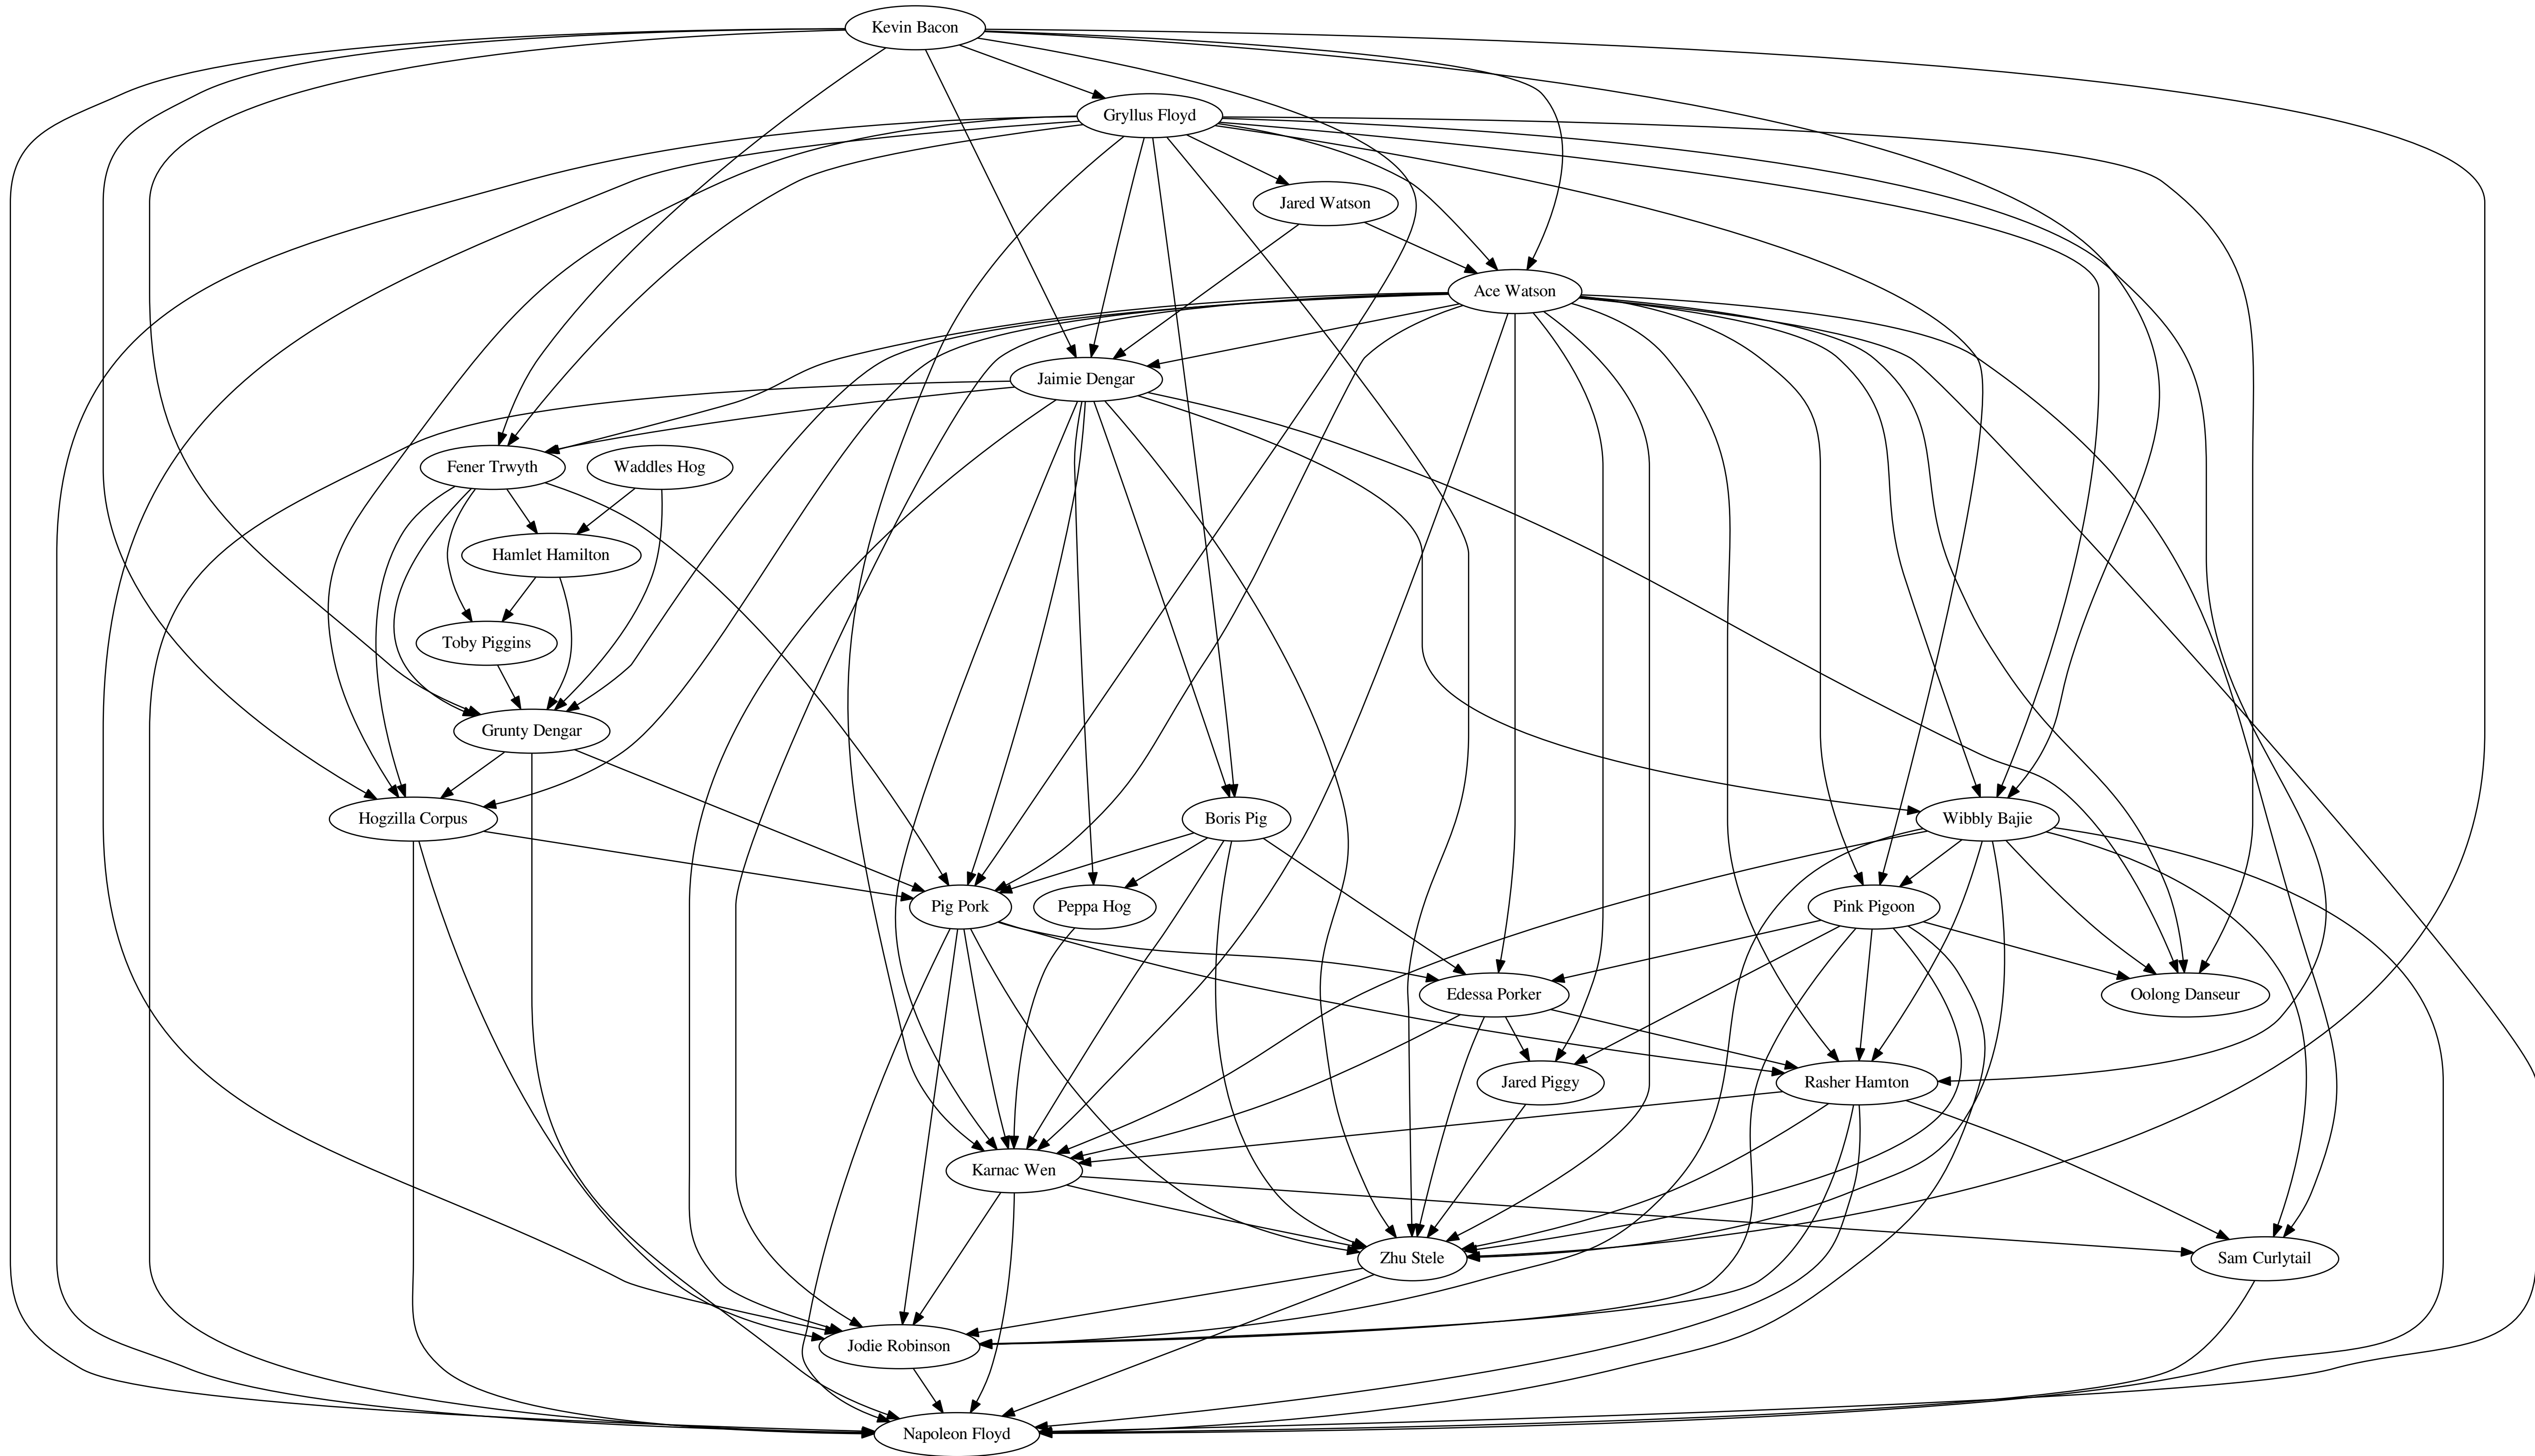 Kevin Bacon
Gryllus Floyd
Jared Watson
Ace Watson
Jaimie Dengar
Fener Trwyth
Waddles Hog
Hamlet Hamilton
Toby Piggins
Grunty Dengar
Hogzilla Corpus
Boris Pig
Wibbly Bajie
Pig Pork
Peppa Hog
Pink Pigoon
Edessa Porker
Oolong Danseur
Jared Piggy
Rasher Hamton
Karnac Wen
Zhu Stele
Sam Curlytail
Jodie Robinson
Napoleon Floyd